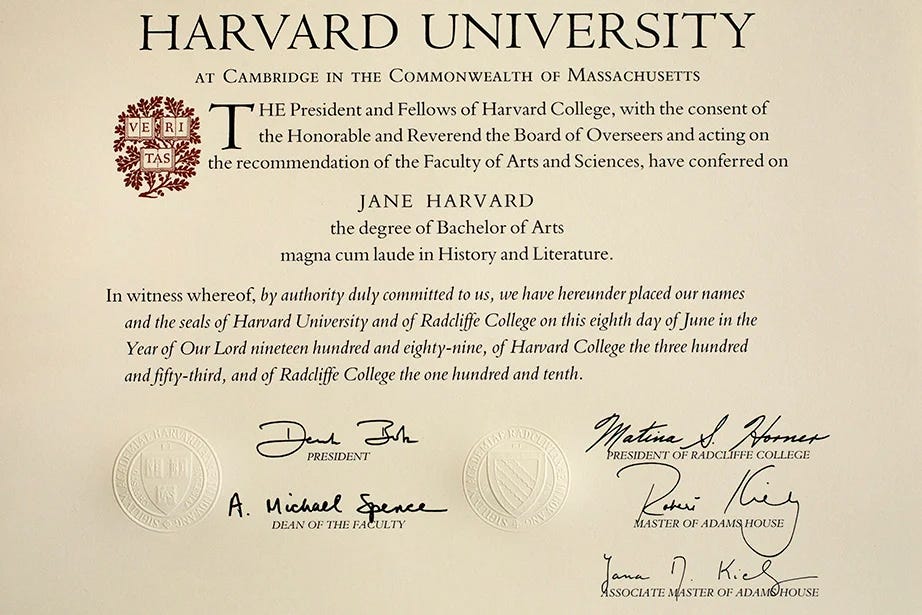 HARVARD UNIVERSITY
AT CAMBRIDGE IN THE COMMONWEALTH OF MASSACHUSETTS
VE RI
TAS
THE President and Fellows of Harvard College, with the consent of
the Honorable and Reverend the Board of Overseers and acting on
the recommendation of the Faculty of Arts and Sciences, have conferred on
JANE HARVARD
the degree of Bachelor of Arts
magna cum laude in History and Literature.
In witness whereof, by authority duly committed to us, we have hereunder placed our names
and the seals of Harvard University and of Radcliffe College on this eighth day of June in the
Year of Our Lord nineteen hundred and eighty-nine, of Harvard College the three hundred
and fifty-third, and of Radcliffe College the one hundred and tenth.
Derek Bok
PRESIDENT
A. Michael Spence
DEAN OF THE FACULTY
Matina S. Horner
PRESIDENT OF RADCLIFFE COLLEGE
Robert Kiely
MASTER OF ADAMS HOUSE
Jana M. Kiely
ASSOCIATE MASTER OF ADAMS HOUSE